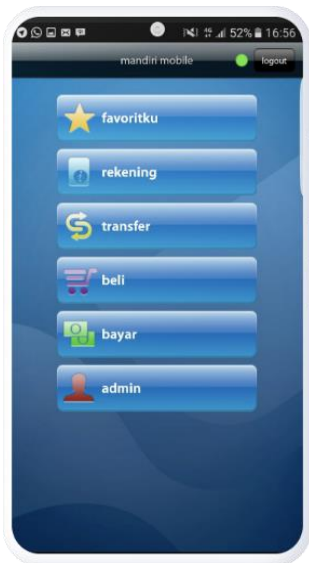 52% 16:56
mandiri mobile logout
favoritku
rekening
transfer
beli
bayar
admin